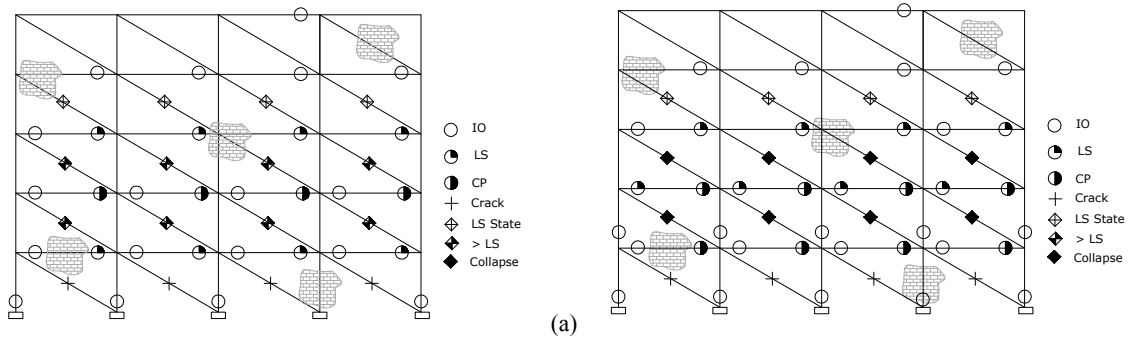 IO
LS
CP
Crack
LS State
> LS
Collapse
(a)
IO
LS
CP
Crack
LS State
> LS
Collapse